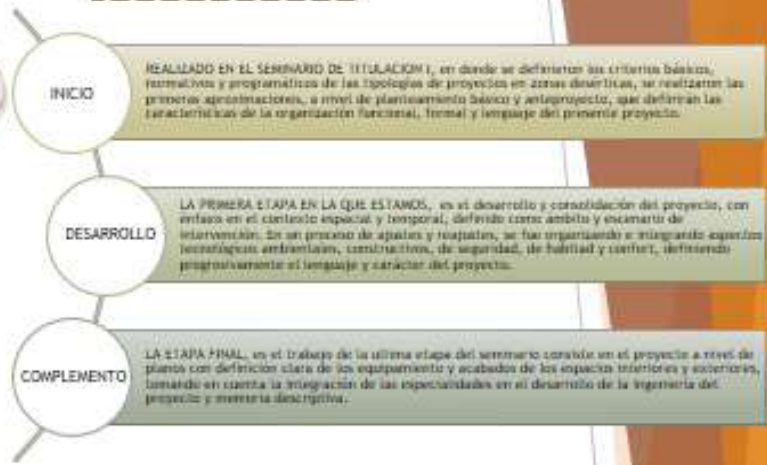 INICIO
REALIZADO EN EL SEMINARIO DE TITULACION I, en donde se definieron los criterios básicos,
normativos y programáticos de las tipologías de proyectos en zonas desérticas, se realizaron las
primeras aproximaciones, a nivel de planteamiento básico y anteproyecto, que definirán las
características de la organización funcional, formal y lenguaje del presente proyecto.
DESARROLLO
LA PRIMERA ETAPA EN LA QUE ESTAMOS, es el desarrollo y consolidación del proyecto, con
énfasis en el contexto espacial y temporal, definido como ámbito y escenario de
intervención. En un proceso de ajustes y reajustes, se fue organizando e integrando aspectos
tecnológicos ambientales, constructivos, de seguridad, de habitad y confort, definiendo
progresivamente el lenguaje y carácter del proyecto.
COMPLEMENTO
LA ETAPA FINAL, es el trabajo de la ultima etapa del seminario consiste en el proyecto a nivel de
planos con definición clara de los equipamiento y acabados de los espacios interiores y exteriores,
tomando en cuenta la integración de las especialidades en el desarrollo de la ingeniería del
proyecto y memoria descriptiva.